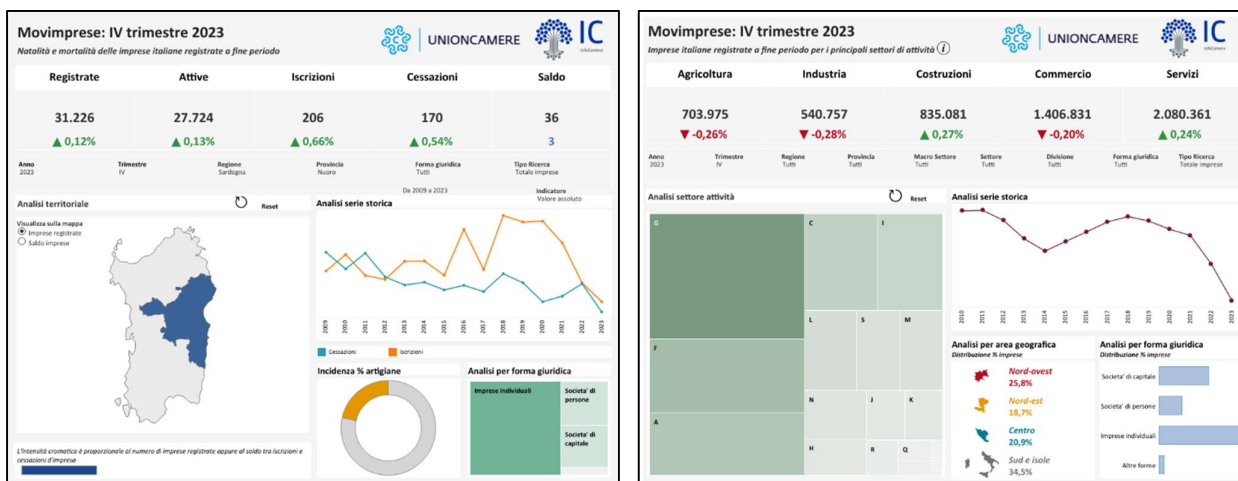 Movimprese: IV trimestre 2023
Natalità e mortalità delle imprese italiane registrate a fine periodo
UNIONCAMERE
IC
InfoCamere
Registrate Attive Iscrizioni Cessazioni Saldo
31.226 27.724 206 170 36
▲ 0,12% ▲ 0,13% ▲ 0,66% ▲ 0,54% 3
Anno Trimestre Regione Provincia Forma giuridica Tipo Ricerca
2023 IV Sardegna Nuoro Tutti Totale imprese
Da 2009 a 2023
Indicatore
Valore assoluto
Analisi territoriale
Reset
Visualizza sulla mappa
Imprese registrate
Saldo imprese
L'intensità cromatica è proporzionale al numero di imprese registrate oppure al saldo tra iscrizioni e
cessazioni d'impresa
Analisi serie storica
2009 2010 2011 2012 2013 2014 2015 2016 2017 2018 2019 2020 2021 2022 2023
Cessazioni Iscrizioni
Incidenza % artigiane
Analisi per forma giuridica
Imprese individuali
Societa' di
persone
Societa' di
capitale
Movimprese: IV trimestre 2023
Imprese italiane registrate a fine periodo per i principali settori di attività i
UNIONCAMERE
IC
InfoCamere
Agricoltura Industria Costruzioni Commercio Servizi
703.975 540.757 835.081 1.406.831 2.080.361
▼ -0,26% ▼ -0,28% ▲ 0,27% ▼ -0,20% ▲ 0,24%
Anno Trimestre Regione Provincia Macro Settore Settore Divisione Forma giuridica Tipo Ricerca
2023 IV Tutti Tutti Tutti Tutti Tutti Tutti Totale imprese
Analisi settore attività
Reset
G C I
L S M
F
N J K
A
H R Q
Analisi serie storica
2010 2011 2012 2013 2014 2015 2016 2017 2018 2019 2020 2021 2022 2023
Analisi per area geografica
Distribuzione % imprese
Nord-ovest
25,8%
Nord-est
18,7%
Centro
20,9%
Sud e isole
34,5%
Analisi per forma giuridica
Distribuzione % imprese
Societa' di capitale
Societa' di persone
Imprese individuali
Altre forme